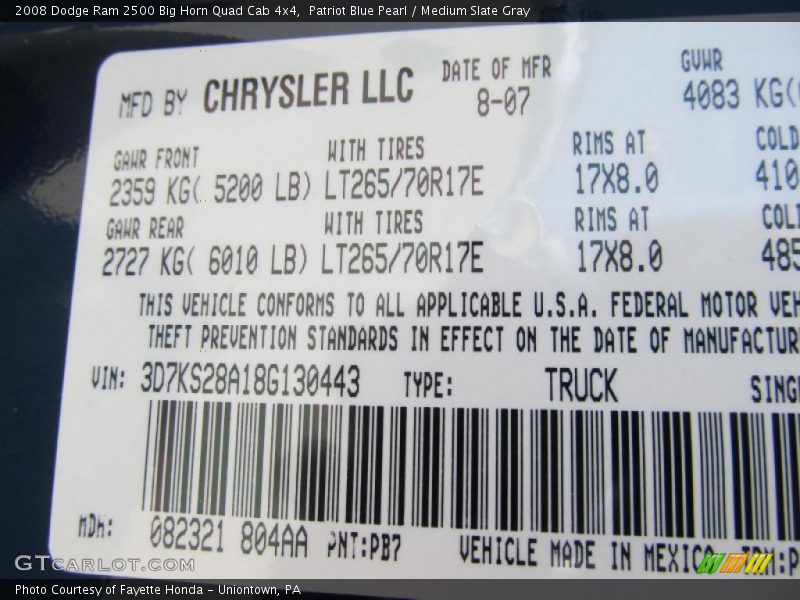 2008 Dodge Ram 2500 Big Horn Quad Cab 4x4, Patriot Blue Pearl / Medium Slate Gray
MFD BY CHRYSLER LLC DATE OF MFR GVWR
8-07 4083 KG(
GAWR FRONT WITH TIRES RIMS AT COLD
2359 KG( 5200 LB) LT265/70R17E 17X8.0 410
GAWR REAR WITH TIRES RIMS AT COLD
2727 KG( 6010 LB) LT265/70R17E 17X8.0 485
THIS VEHICLE CONFORMS TO ALL APPLICABLE U.S.A. FEDERAL MOTOR VEH
THEFT PREVENTION STANDARDS IN EFFECT ON THE DATE OF MANUFACTUR
VIN: 3D7KS28A18G130443 TYPE: TRUCK SINGL
MDH: 082321 804AA PNT:PB7 VEHICLE MADE IN MEXICO TRM:P
GTCARLOT.COM
Photo Courtesy of Fayette Honda - Uniontown, PA